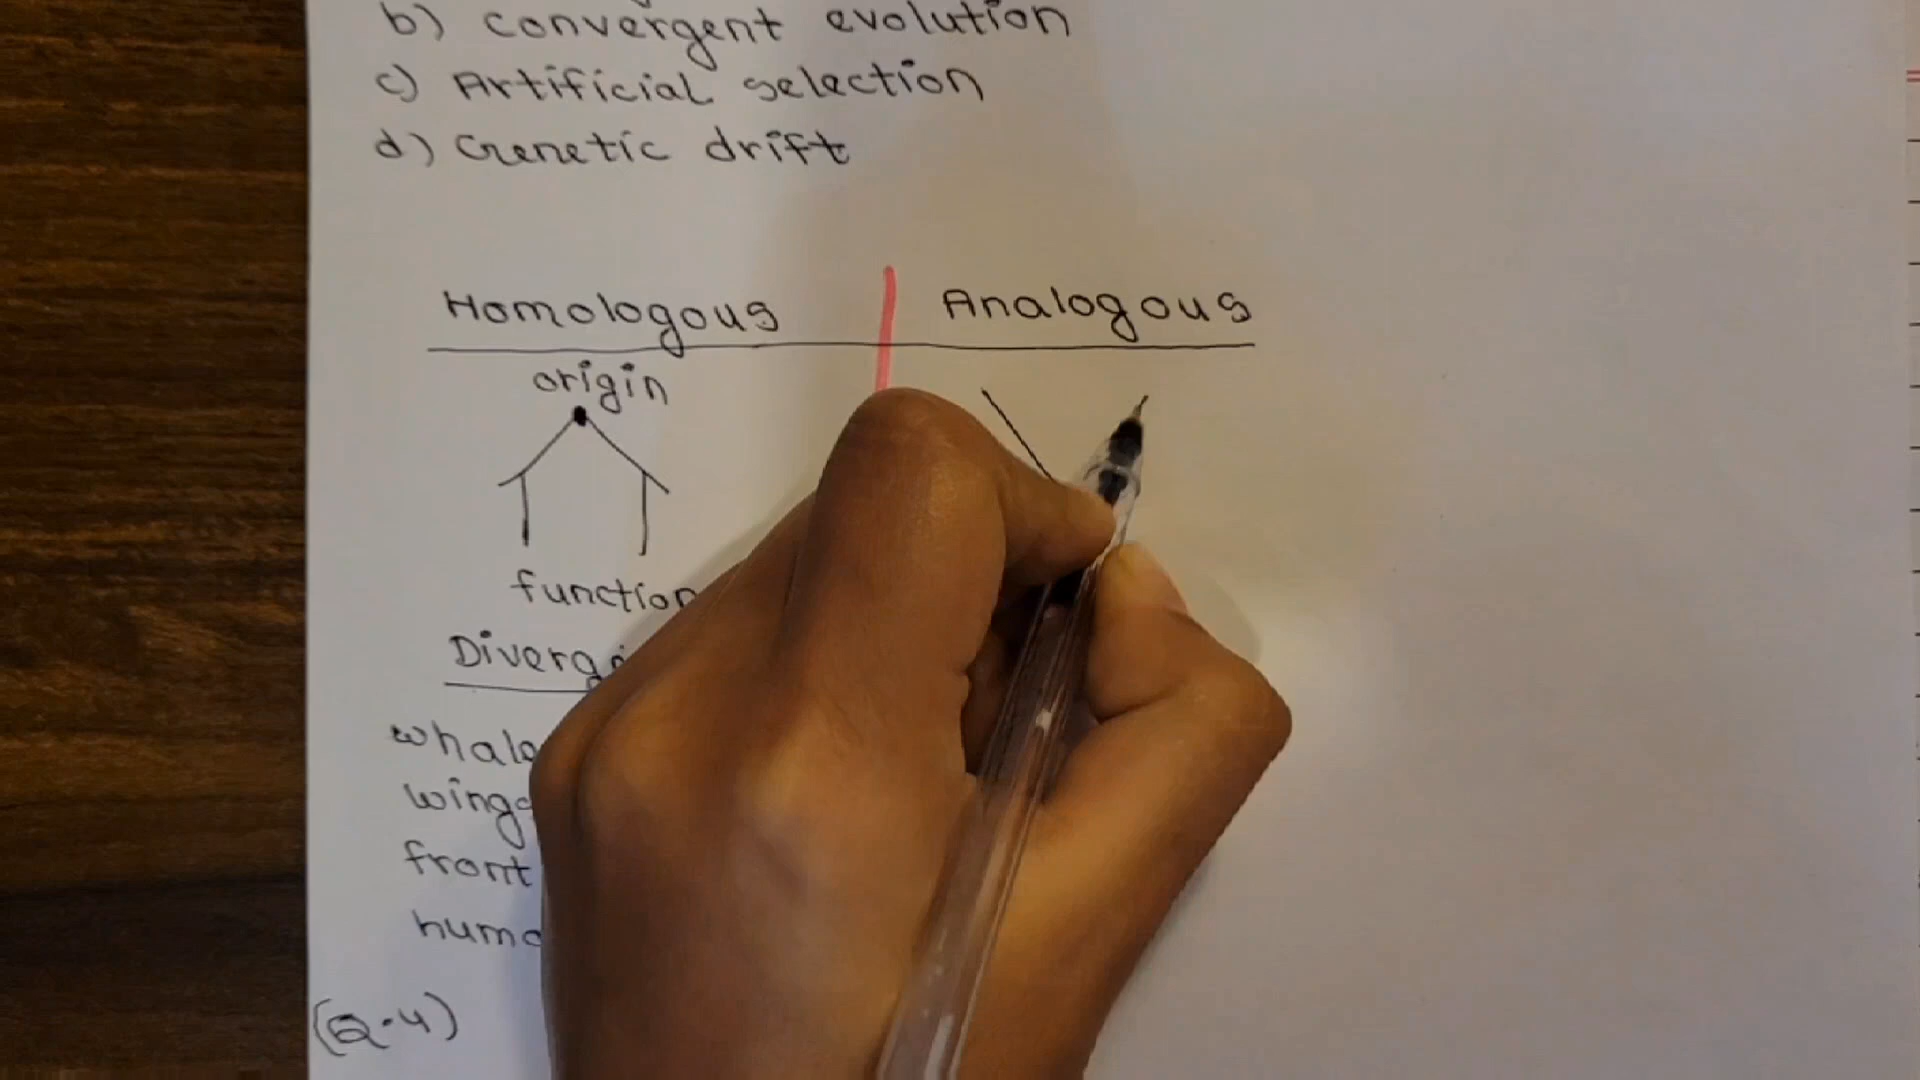 b) convergent evolution
c) Artificial selection
d) Genetic drift
Homologous
Analogous
origin
function
(Q.4)